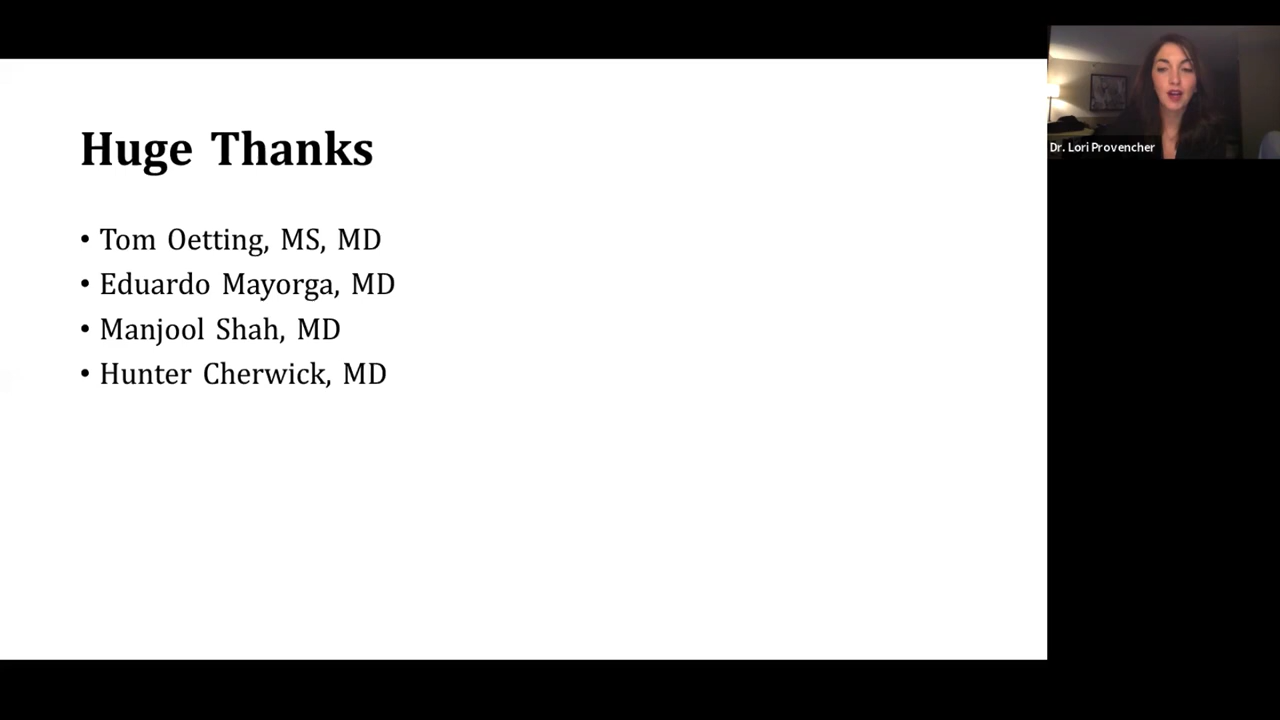 Huge Thanks
• Tom Oetting, MS, MD
• Eduardo Mayorga, MD
• Manjool Shah, MD
• Hunter Cherwick, MD
Dr. Lori Provencher